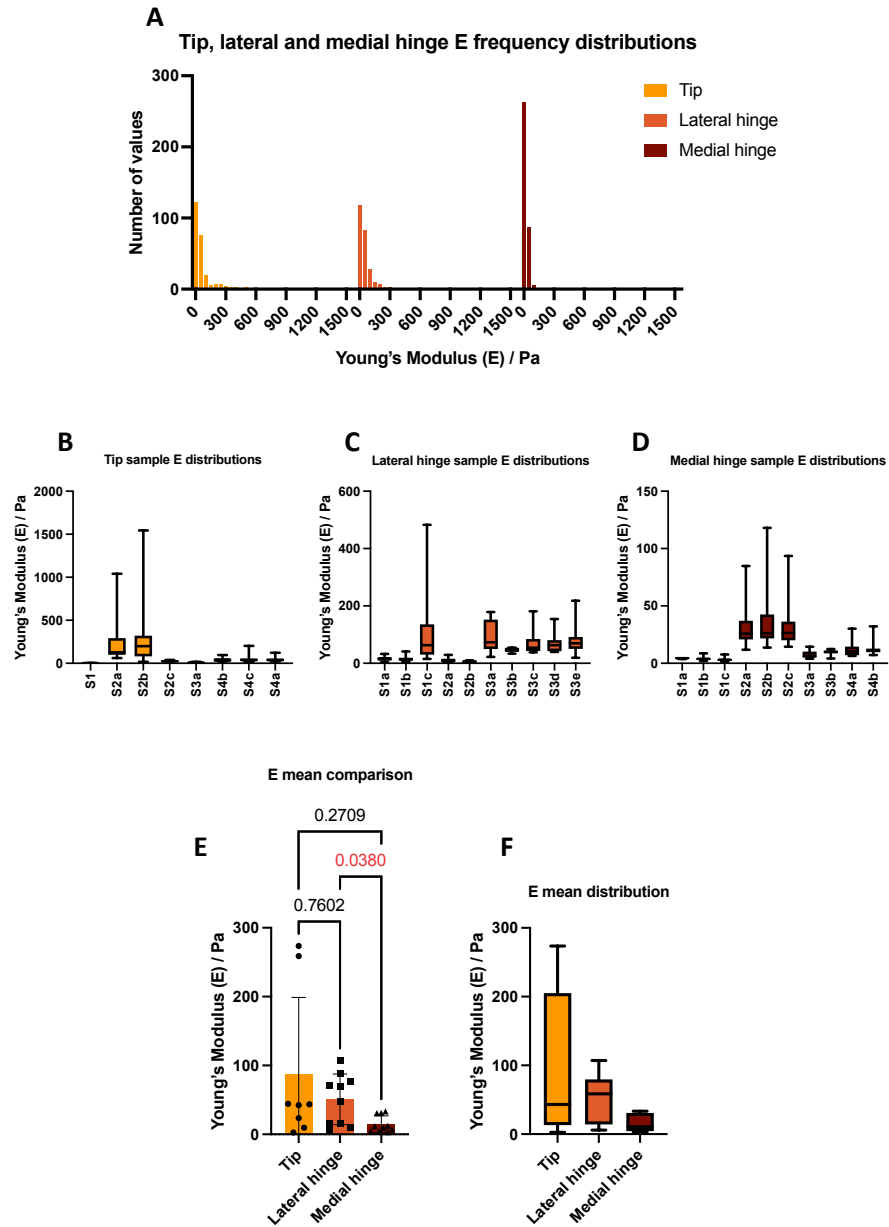 A
Tip, lateral and medial hinge E frequency distributions
300
200
100
0
Number of values
0
300
600
900
1200
1500
0
300
600
900
1200
1500
0
300
600
900
1200
1500
Young's Modulus (E) / Pa
Tip
Lateral hinge
Medial hinge
B
Tip sample E distributions
Young's Modulus (E) / Pa
2000
1500
1000
500
0
S1
S2a
S2b
S2c
S3a
S4b
S4c
S4a
C
Lateral hinge sample E distributions
Young's Modulus (E) / Pa
600
400
200
0
S1a
S1b
S1c
S2a
S2b
S3a
S3b
S3c
S3d
S3e
D
Medial hinge sample E distributions
Young's Modulus (E) / Pa
150
100
50
0
S1a
S1b
S1c
S2a
S2b
S2c
S3a
S3b
S4a
S4b
E mean comparison
E
0.2709
0.0380
0.7602
Young's Modulus (E) / Pa
300
200
100
0
Tip
Lateral hinge
Medial hinge
F
E mean distribution
Young's Modulus (E) / Pa
300
200
100
0
Tip
Lateral hinge
Medial hinge